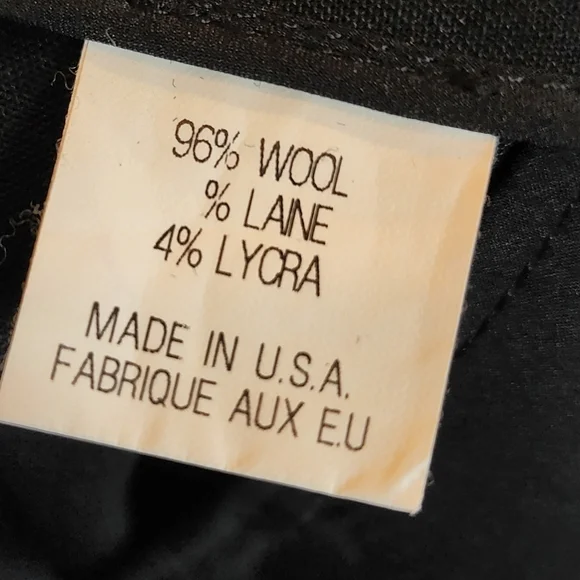 96% WOOL
% LAINE
4% LYCRA
MADE IN U.S.A.
FABRIQUE AUX E.U